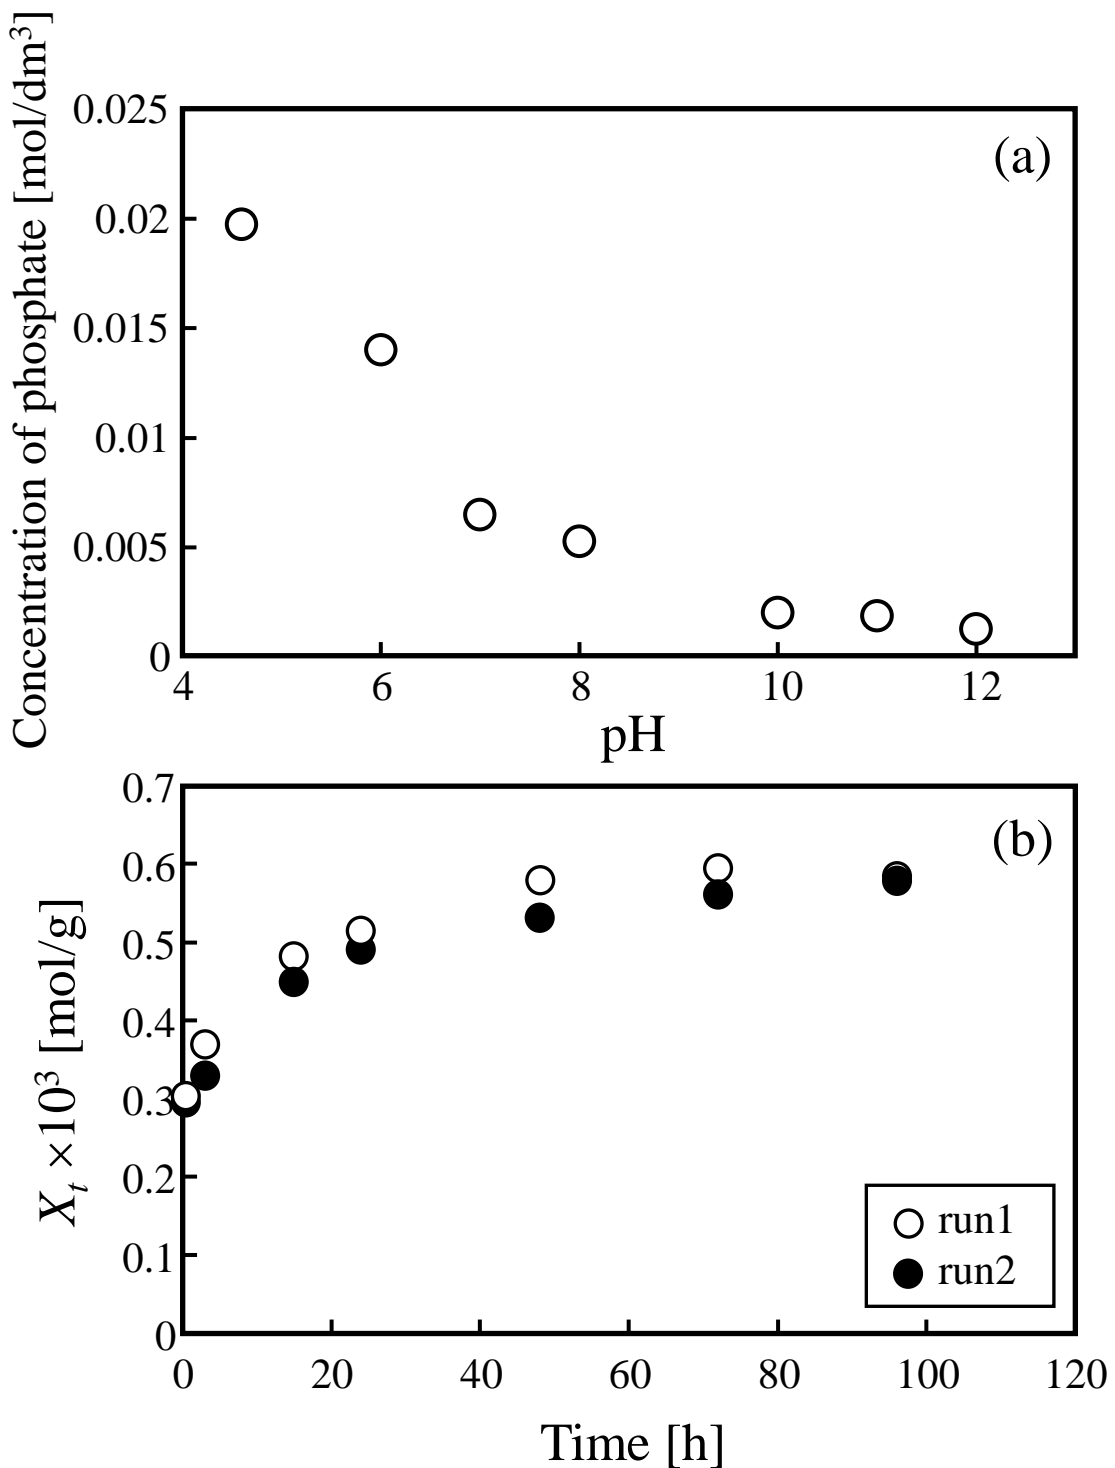 Concentration of phosphate [mol/dm³]
0.025
0.02
0.015
0.01
0.005
0
(a)
4 6 8 10 12
pH
Xₜ ×10³ [mol/g]
0.7
0.6
0.5
0.4
0.3
0.2
0.1
0
(b)
run1
run2
0 20 40 60 80 100 120
Time [h]